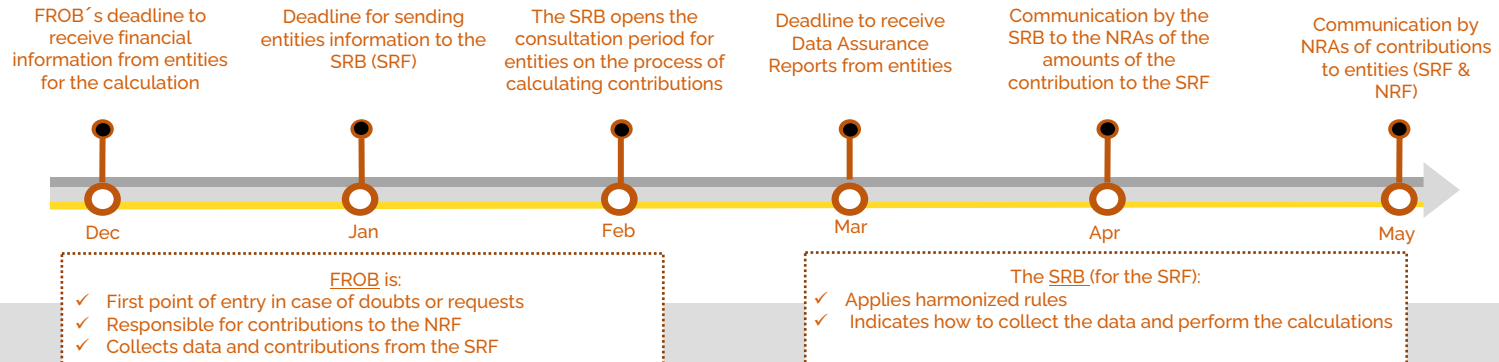 FROB´s deadline to
receive financial
information from entities
for the calculation
Deadline for sending
entities information to the
SRB (SRF)
The SRB opens the
consultation period for
entities on the process of
calculating contributions
Deadline to receive
Data Assurance
Reports from entities
Communication by the
SRB to the NRAs of the
amounts of the
contribution to the SRF
Communication by
NRAs of contributions
to entities (SRF &
NRF)
Dec
Jan
Feb
Mar
Apr
May
FROB is:
✓ First point of entry in case of doubts or requests
✓ Responsible for contributions to the NRF
✓ Collects data and contributions from the SRF
The SRB (for the SRF):
✓ Applies harmonized rules
✓ Indicates how to collect the data and perform the calculations